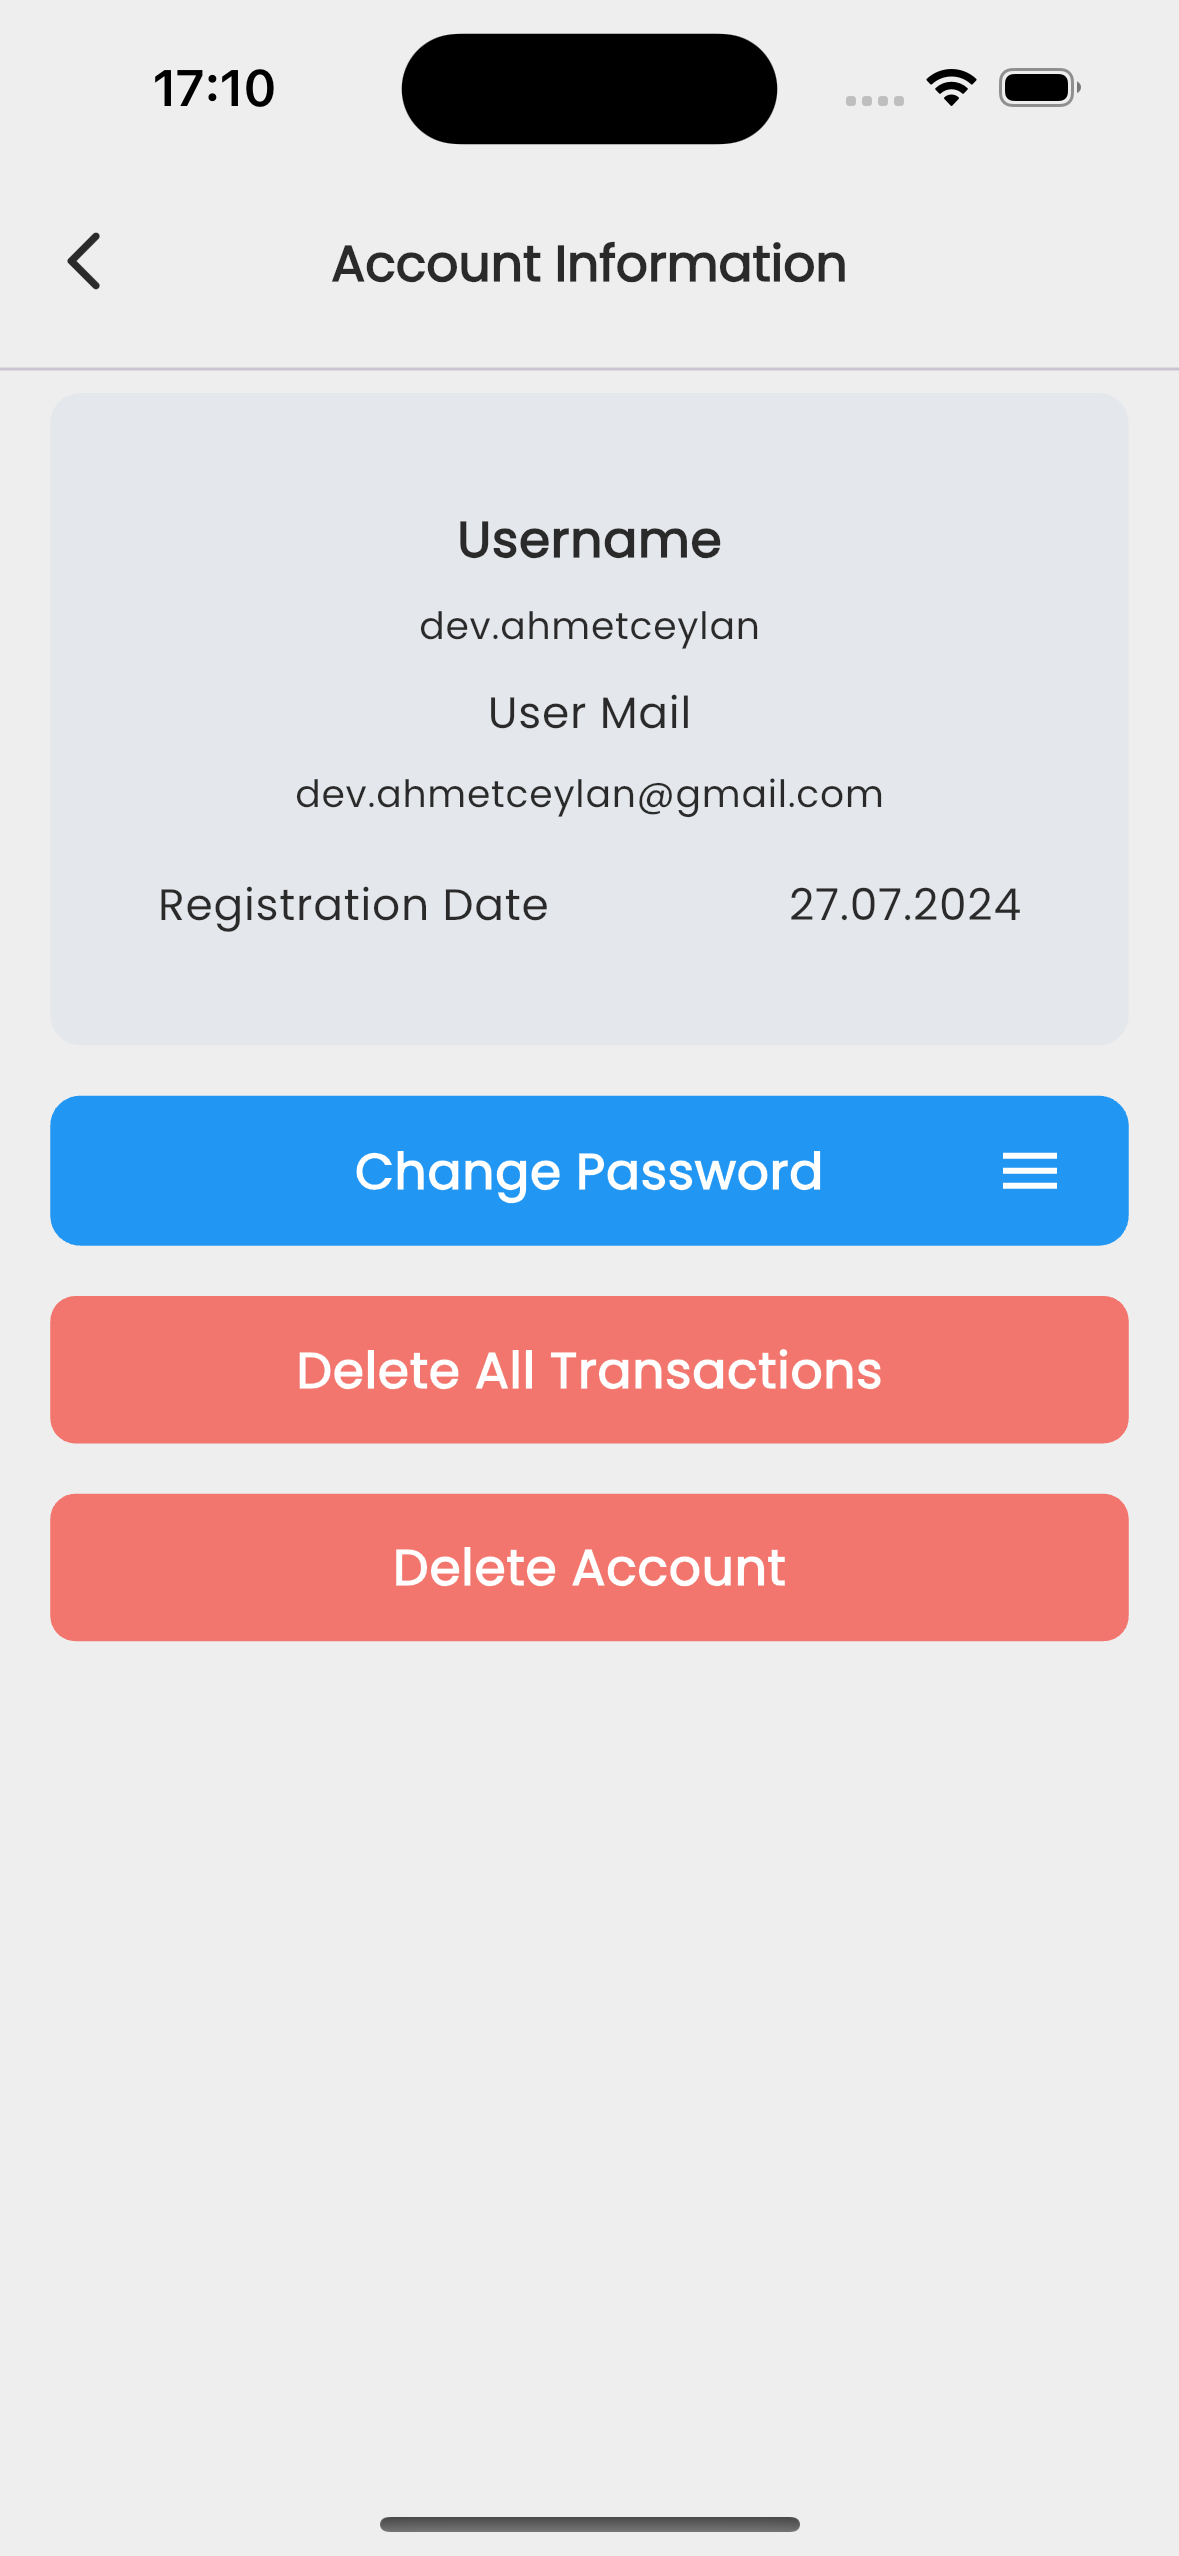 17:10
Account Information
Username
dev.ahmetceylan
User Mail
dev.ahmetceylan@gmail.com
Registration Date 27.07.2024
Change Password
Delete All Transactions
Delete Account